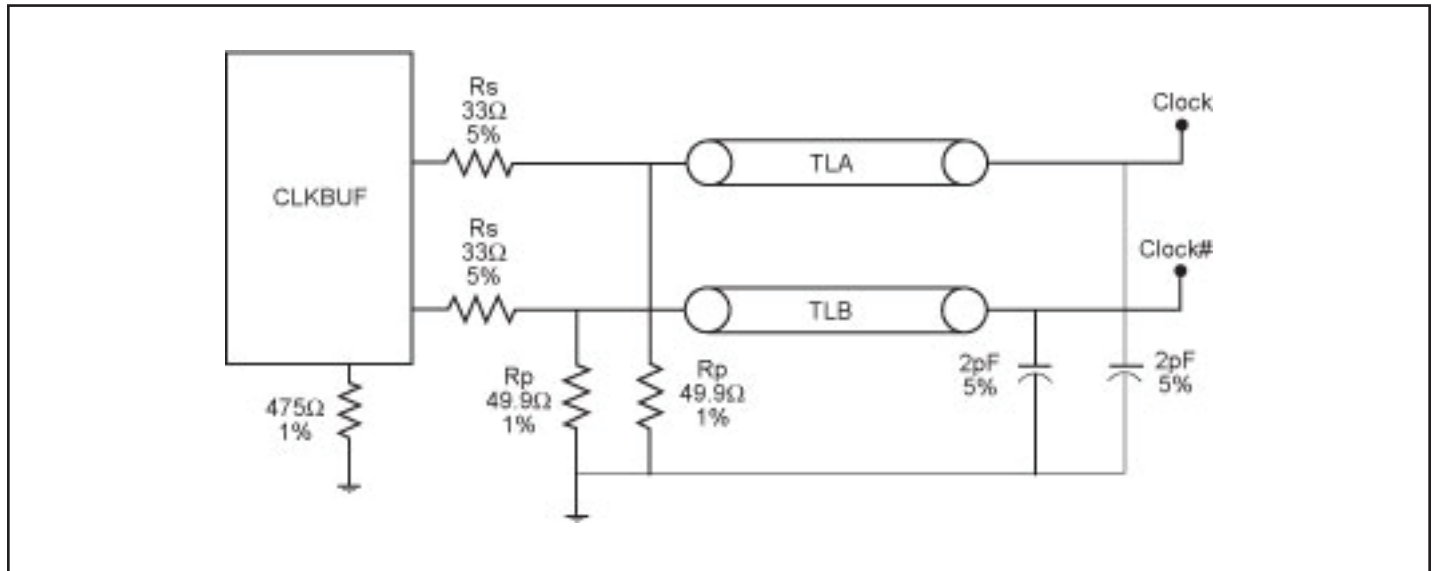 Rs
33Ω
5%
Clock
TLA
CLKBUF
Rs
33Ω
5%
Clock#
TLB
475Ω
1%
Rp
49.9Ω
1%
Rp
49.9Ω
1%
2pF
5%
2pF
5%